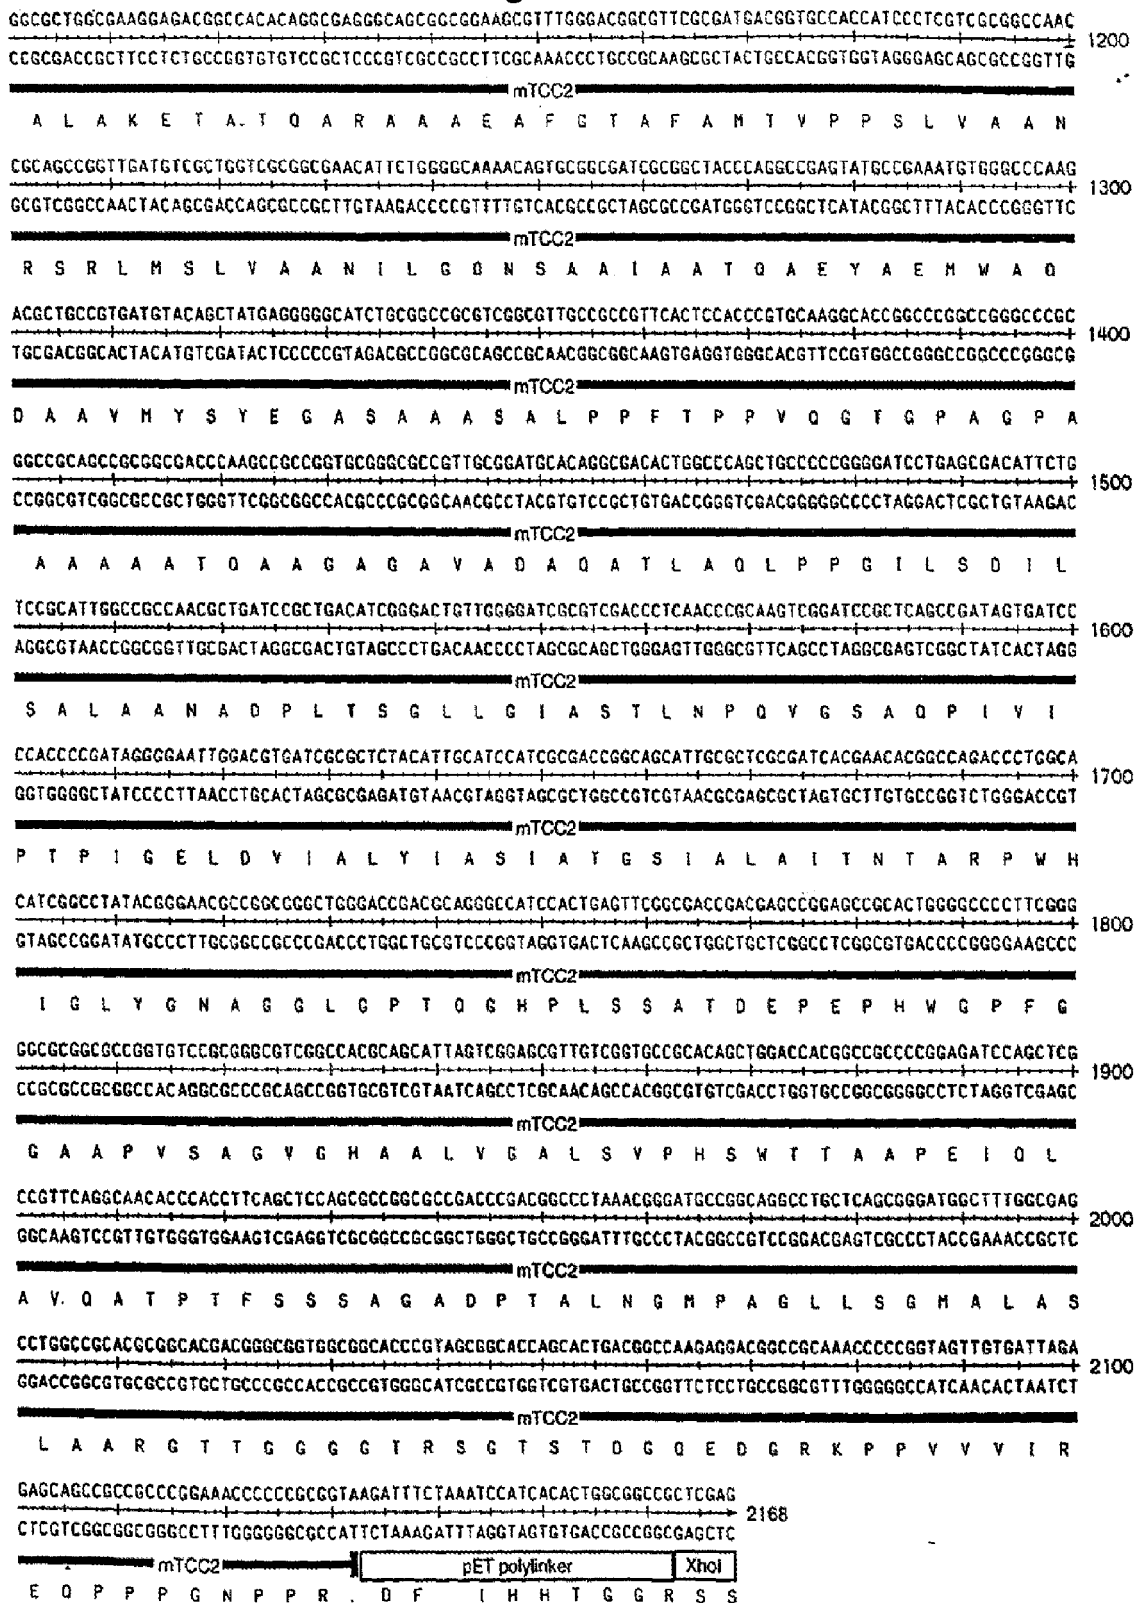 GGCGCTGGCGAAGGAGACGGCCACACAGGCGAGGGCAGCGGCGGAAGCGTTTGGGACGGCGTTCGCGATGACGGTGCCACCATCCCTCGTCGCGGCCAAC
1200
CCGCGACCGCTTCCTCTGCCGGTGTGTCCGCTCCCGTCGCCGCCTTCGCAAACCCTGCCGCAAGCGCTACTGCCACGGTGGTAGGGAGCAGCGCCGGTTG
mTCC2
A L A K E T A T Q A R A A A E A F G T A F A M T V P P S L V A A N
CGCAGCCGGTTGATGTCGCTGGTCGCGGCGAACATTCTGGGGCAAAACAGTGCGGCGATCGCGGCTACCCAGGCCGAGTATGCCGAAATGTGGGCCCAAG
1300
GCGTCGGCCAACTACAGCGACCAGCGCCGCTTGTAAGACCCCGTTTTGTCACGCCGCTAGCGCCGATGGGTCCGGCTCATACGGCTTTACACCCGGGTTC
mTCC2
R S R L M S L V A A N I L G Q N S A A I A A T Q A E Y A E M W A Q
ACGCTGCCGTGATGTACAGCTATGAGGGGGCATCTGCGGCCGCGTCGGCGTTGCCGCCGTTCACTCCACCCGTGCAAGGCACCGGCCCGGCCGGGCCCGC
1400
TGCGACGGCACTACATGTCGATACTCCCCCGTAGACGCCGGCGCAGCCGCAACGGCGGCAAGTGAGGTGGGCACGTTCCGTGGCCGGGCCGGCCCGGGCG
mTCC2
D A A V M Y S Y E G A S A A A S A L P P F T P P V Q G T G P A G P A
GGCCGCAGCCGCGGCGACCCAAGCCGCCGGTGCGGGCGCCGTTGCGGATGCACAGGCGACACTGGCCCAGCTGCCCCCGGGGATCCTGAGCGACATTCTG
1500
CCGGCGTCGGCGCCGCTGGGTTCGGCGGCCACGCCCGCGGCAACGCCTACGTGTCCGCTGTGACCGGGTCGACGGGGGCCCCTAGGACTCGCTGTAAGAC
mTCC2
A A A A A T Q A A G A G A V A D A Q A T L A Q L P P G I L S D I L
TCCGCATTGGCCGCCAACGCTGATCCGCTGACATCGGGACTGTTGGGGATCGCGTCGACCCTCAACCCGCAAGTCGGATCCGCTCAGCCGATAGTGATCC
1600
AGGCGTAACCGGCGGTTGCGACTAGGCGACTGTAGCCCTGACAACCCCTAGCGCAGCTGGGAGTTGGGCGTTCAGCCTAGGCGAGTCGGCTATCACTAGG
mTCC2
S A L A A N A D P L T S G L L G I A S T L N P Q V G S A Q P I V I
CCACCCCGATAGGGGAATTGGACGTGATCGCGCTCTACATTGCATCCATCGCGACCGGCAGCATTGCGCTCGCGATCACGAACACGGCCAGACCCTGGCA
1700
GGTGGGGCTATCCCCTTAACCTGCACTAGCGCGAGATGTAACGTAGGTAGCGCTGGCCGTCGTAACGCGAGCGCTAGTGCTTGTGCCGGTCTGGGACCGT
mTCC2
P T P I G E L D V I A L Y I A S I A T G S I A L A I T N T A R P W H
CATCGGCCTATACGGGAACGCCGGCGGGCTGGGACCGACGCAGGGCCATCCACTGAGTTCGGCGACCGACGAGCCGGAGCCGCACTGGGGCCCCTTCGGG
1800
GTAGCCGGATATGCCCTTGCGGCCGCCCGACCCTGGCTGCGTCCCGGTAGGTGACTCAAGCCGCTGGCTGCTCGGCCTCGGCGTGACCCCGGGGAAGCCC
mTCC2
I G L Y G N A G G L G P T Q G H P L S S A T D E P E P H W G P F G
GGCGCGGCGCCGGTGTCCGCGGGCGTCGGCCACGCAGCATTAGTCGGAGCGTTGTCGGTGCCGCACAGCTGGACCACGGCCGCCCCGGAGATCCAGCTCG
1900
CCGCGCCGCGGCCACAGGCGCCCGCAGCCGGTGCGTCGTAATCAGCCTCGCAACAGCCACGGCGTGTCGACCTGGTGCCGGCGGGGCCTCTAGGTCGAGC
mTCC2
G A A P V S A G V G H A A L V G A L S V P H S W T T A A P E I Q L
CCGTTCAGGCAACACCCACCTTCAGCTCCAGCGCCGGCGCCGACCCGACGGCCCTAAACGGGATGCCGGCAGGCCTGCTCAGCGGGATGGCTTTGGCGAG
2000
GGCAAGTCCGTTGTGGGTGGAAGTCGAGGTCGCGGCCGCGGCTGGGCTGCCGGGATTTGCCCTACGGCCGTCCGGACGAGTCGCCCTACCGAAACCGCTC
mTCC2
A V Q A T P T F S S S A G A D P T A L N G M P A G L L S G M A L A S
CCTGGCCGCACGCGGCACGACGGGCGGTGGCGGCACCCGTAGCGGCACCAGCACTGACGGCCAAGAGGACGGCCGCAAACCCCCGGTAGTTGTGATTAGA
2100
GGACCGGCGTGCGCCGTGCTGCCCGCCACCGCCGTGGGCATCGCCGTGGTCGTGACTGCCGGTTCTCCTGCCGGCGTTTGGGGGCCATCAACACTAATCT
mTCC2
L A A R G T T G G G G T R S G T S T D G Q E D G R K P P V V V I R
GAGCAGCCGCCGCCCGGAAACCCCCCGCGGTAAGATTTCTAAATCCATCACACTGGCGGCCGCTCGAG
2168
CTCGTCGGCGGCGGGCCTTTGGGGGGCGCCATTCTAAAGATTTAGGTAGTGTGACCGCCGGCGAGCTC
mTCC2 pET polylinker XhoI
E Q P P P G N P P R . D F I H H T G G R S S